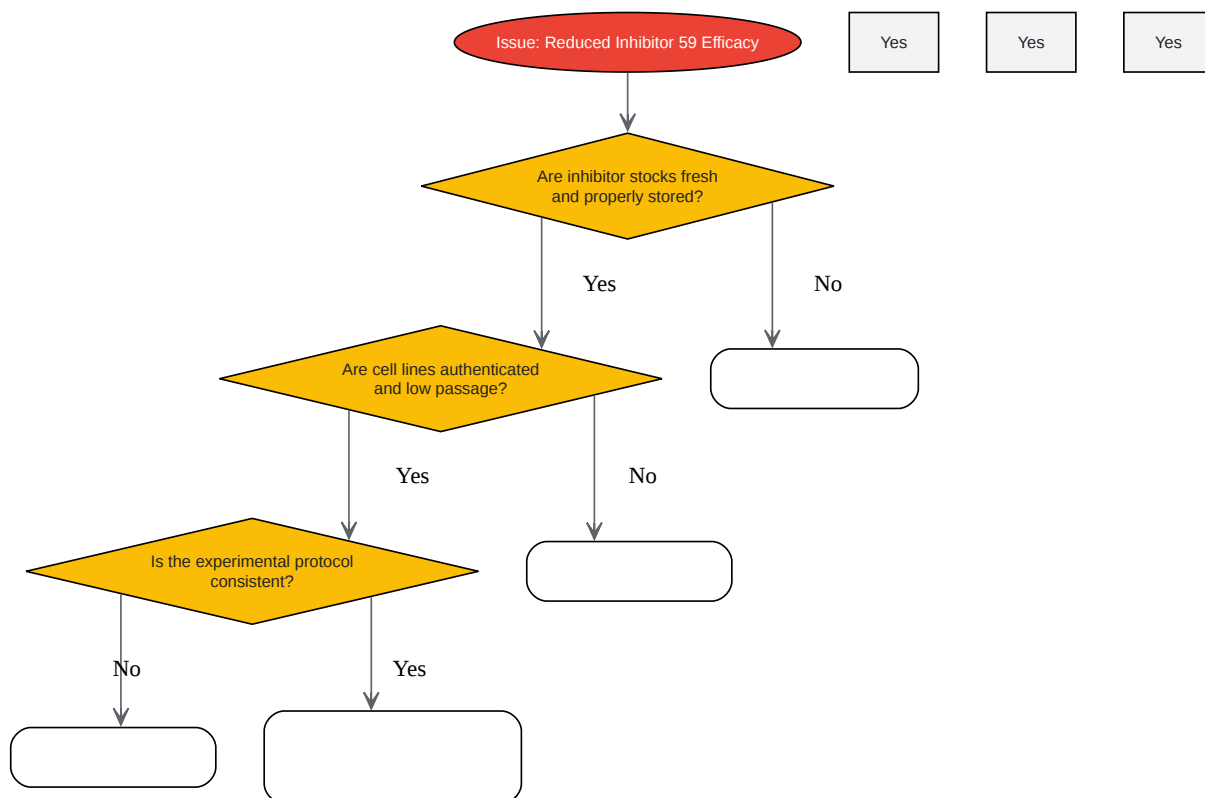 Issue: Reduced Inhibitor 59 Efficacy
Yes
Yes
Yes
Are inhibitor stocks fresh
and properly stored?
Yes
No
Are cell lines authenticated
and low passage?
Yes
No
Is the experimental protocol
consistent?
No
Yes